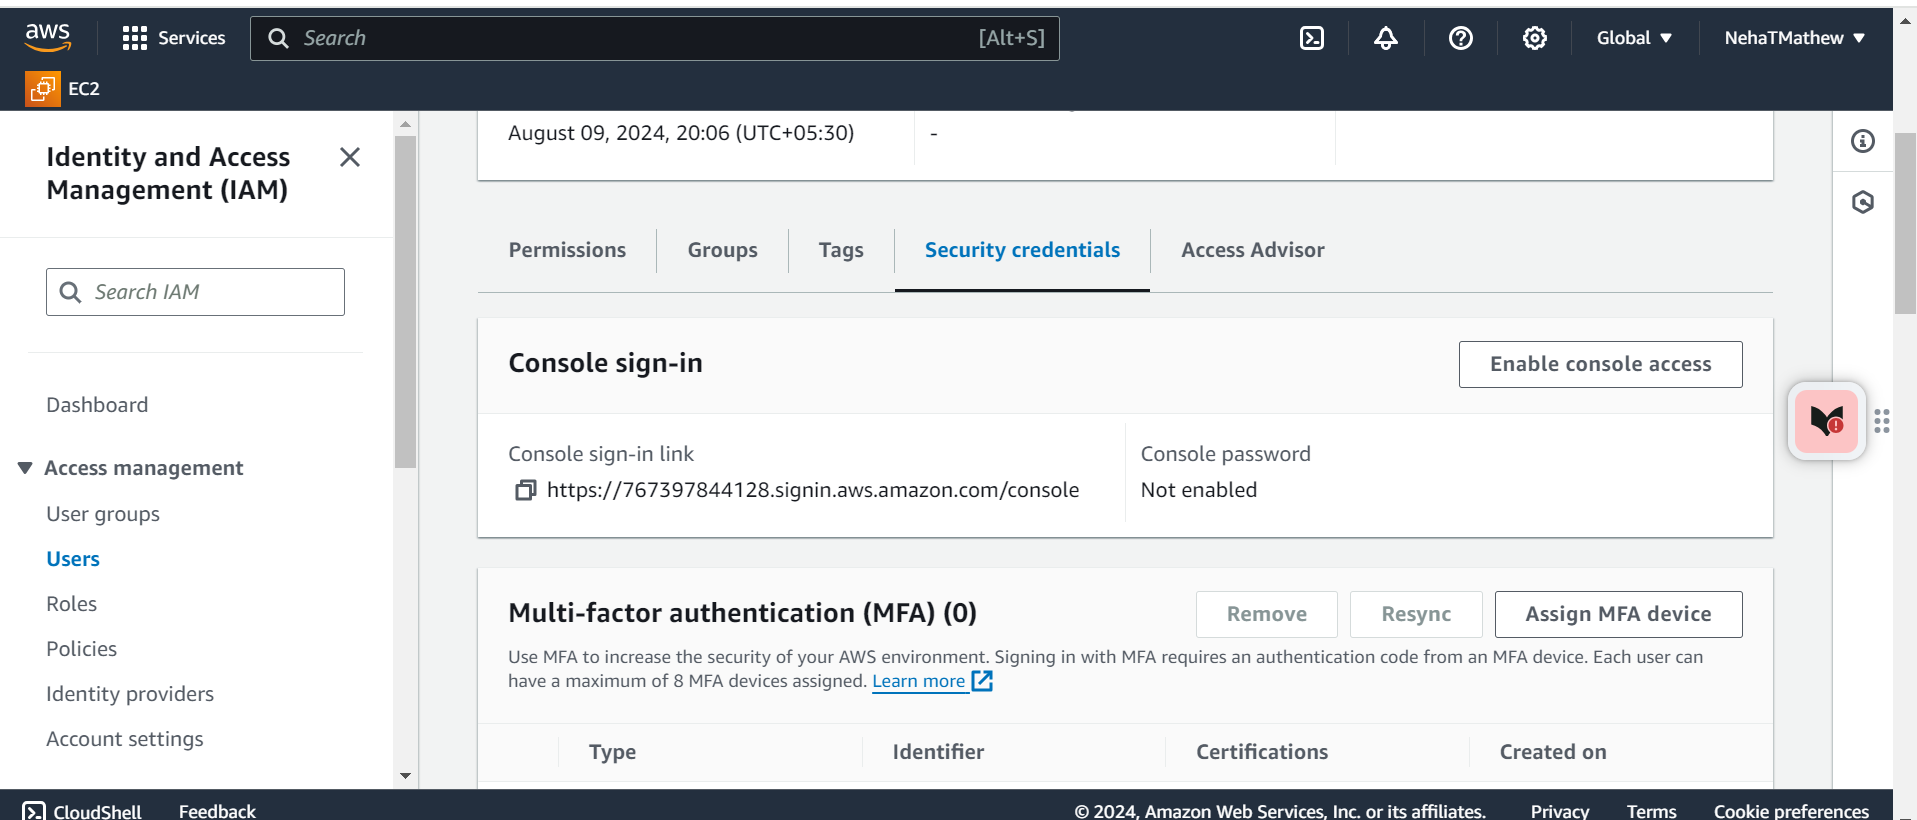 aws
Services
Search
[Alt+S]
Global
NehaTMathew
EC2
Identity and Access
Management (IAM)
Search IAM
Dashboard
Access management
User groups
Users
Roles
Policies
Identity providers
Account settings
August 09, 2024, 20:06 (UTC+05:30)
-
Permissions
Groups
Tags
Security credentials
Access Advisor
Console sign-in
Enable console access
Console sign-in link
https://767397844128.signin.aws.amazon.com/console
Console password
Not enabled
Multi-factor authentication (MFA) (0)
Remove
Resync
Assign MFA device
Use MFA to increase the security of your AWS environment. Signing in with MFA requires an authentication code from an MFA device. Each user can
have a maximum of 8 MFA devices assigned. Learn more
Type
Identifier
Certifications
Created on
CloudShell
Feedback
© 2024, Amazon Web Services, Inc. or its affiliates.
Privacy
Terms
Cookie preferences